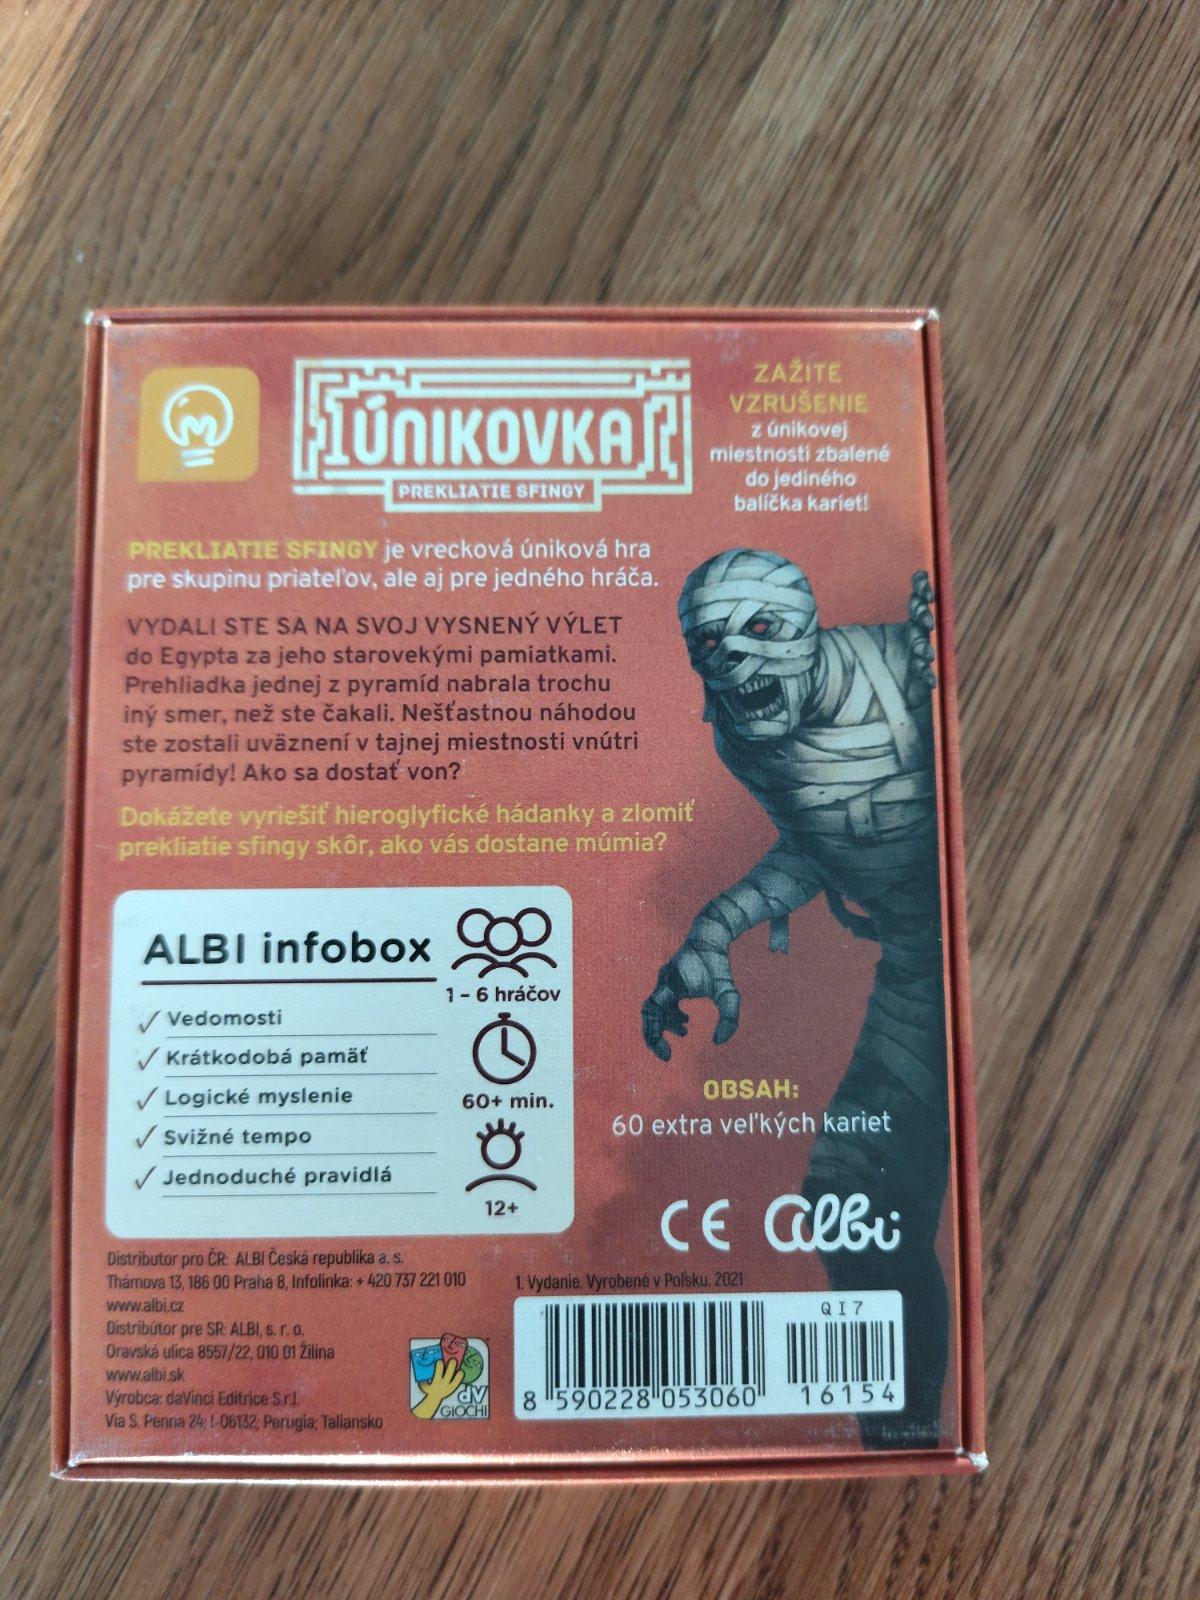 ÚNIKOVKA
PREKLIATIE SFINGY
ZAŽITE
VZRUŠENIE
z únikovej
miestnosti zbalené
do jediného
balíčka kariet!
PREKLIATIE SFINGY je vrecková úniková hra
pre skupinu priateľov, ale aj pre jedného hráča.
VYDALI STE SA NA SVOJ VYSNENÝ VÝLET
do Egypta za jeho starovekými pamiatkami.
Prehliadka jednej z pyramíd nabrala trochu
iný smer, než ste čakali. Nešťastnou náhodou
ste zostali uväznení v tajnej miestnosti vnútri
pyramídy! Ako sa dostať von?
Dokážete vyriešiť hieroglyfické hádanky a zlomiť
prekliatie sfingy skôr, ako vás dostane múmia?
ALBI infobox
Vedomosti
Krátkodobá pamäť
Logické myslenie
Svižné tempo
Jednoduché pravidlá
1 – 6 hráčov
60+ min.
12+
OBSAH:
60 extra veľkých kariet
CE albi
Distributor pro ČR: ALBI Česká republika a. s.
Thámova 13, 186 00 Praha 8, Infolinka: + 420 737 221 010
www.albi.cz
Distribútor pre SR: ALBI, s. r. o.
Oravská ulica 8557/22, 010 01 Žilina
www.albi.sk
Výrobca: daVinci Editrice S.r.l.
Via S. Penna 24; I-06132; Perugia; Taliansko
dV
GIOCHI
1. Vydanie. Vyrobené v Poľsku. 2021
QI7
8 590228 053060
16154